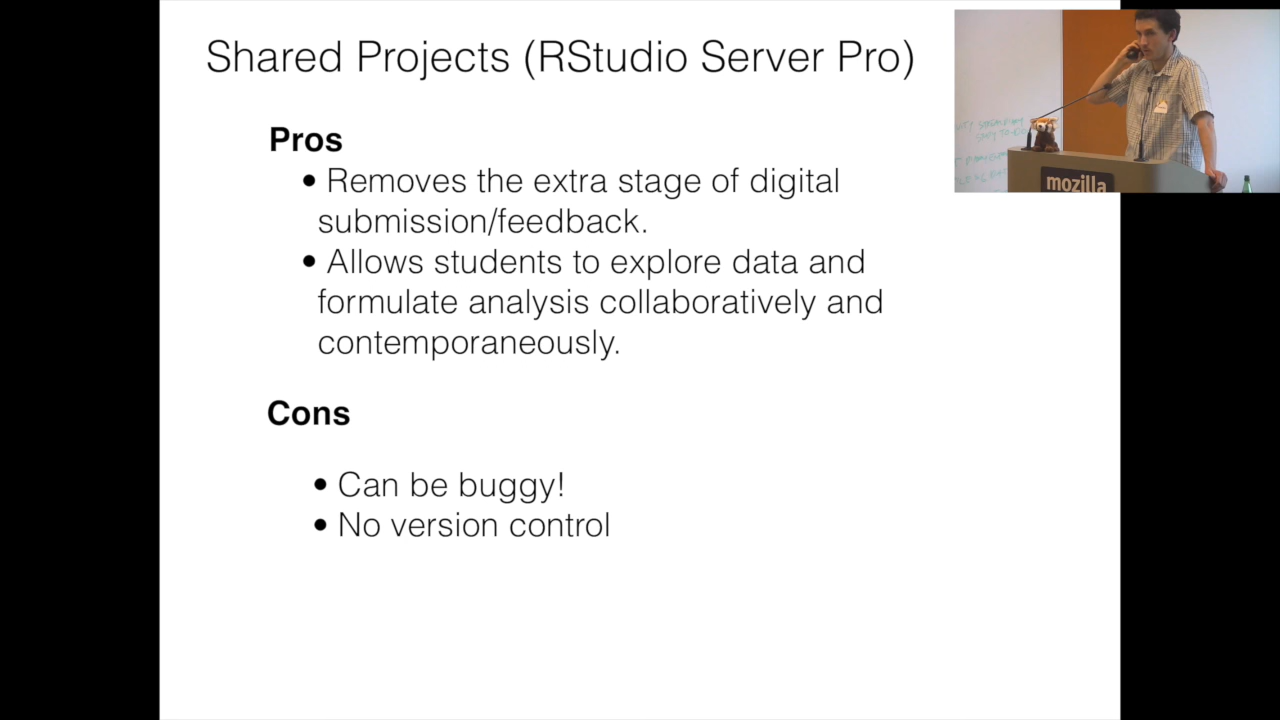 Shared Projects (RStudio Server Pro)
Pros
• Removes the extra stage of digital
submission/feedback.
• Allows students to explore data and
formulate analysis collaboratively and
contemporaneously.
Cons
• Can be buggy!
• No version control
mozilla